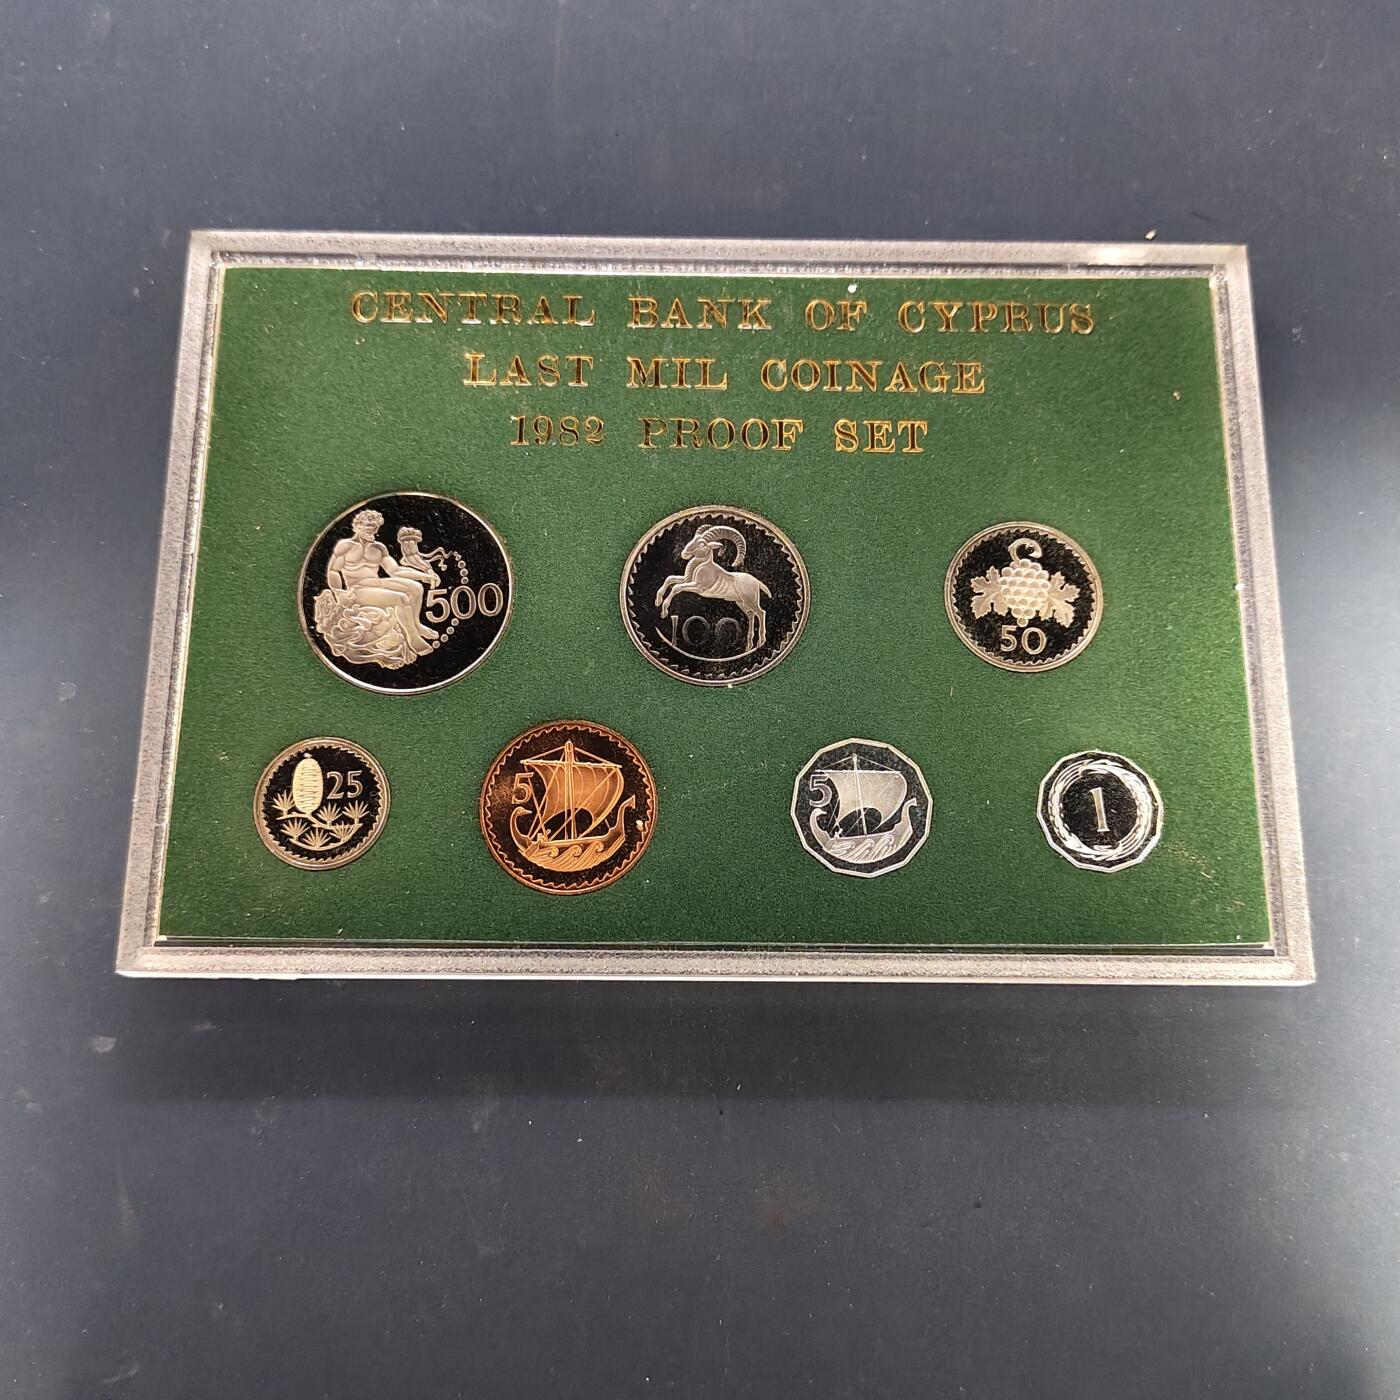 CENTRAL BANK OF CYPRUS
LAST MIL COINAGE
1982 PROOF SET
500
100
50
25
5
5
1